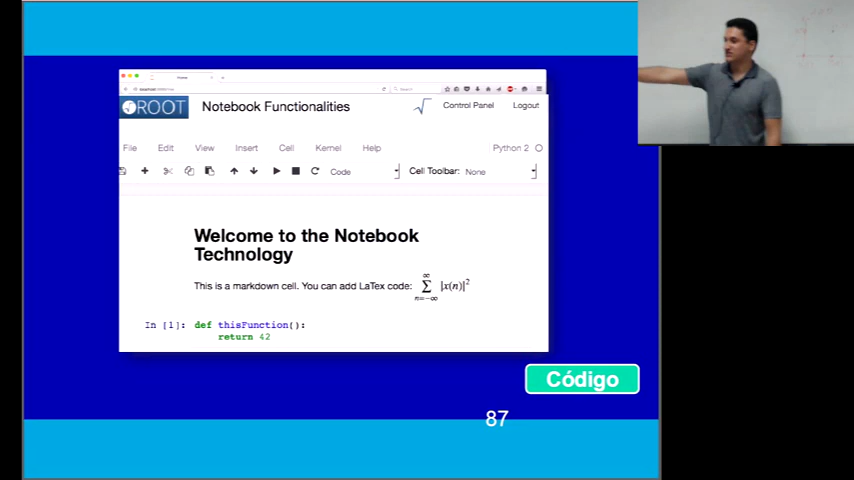 ROOT Notebook Functionalities Control Panel Logout
File Edit View Insert Cell Kernel Help Python 2
Code Cell Toolbar: None
Welcome to the Notebook
Technology
This is a markdown cell. You can add LaTex code: ∞ Σ n=−∞ |x(n)|²
In [1]: def thisFunction():
return 42
Código
87